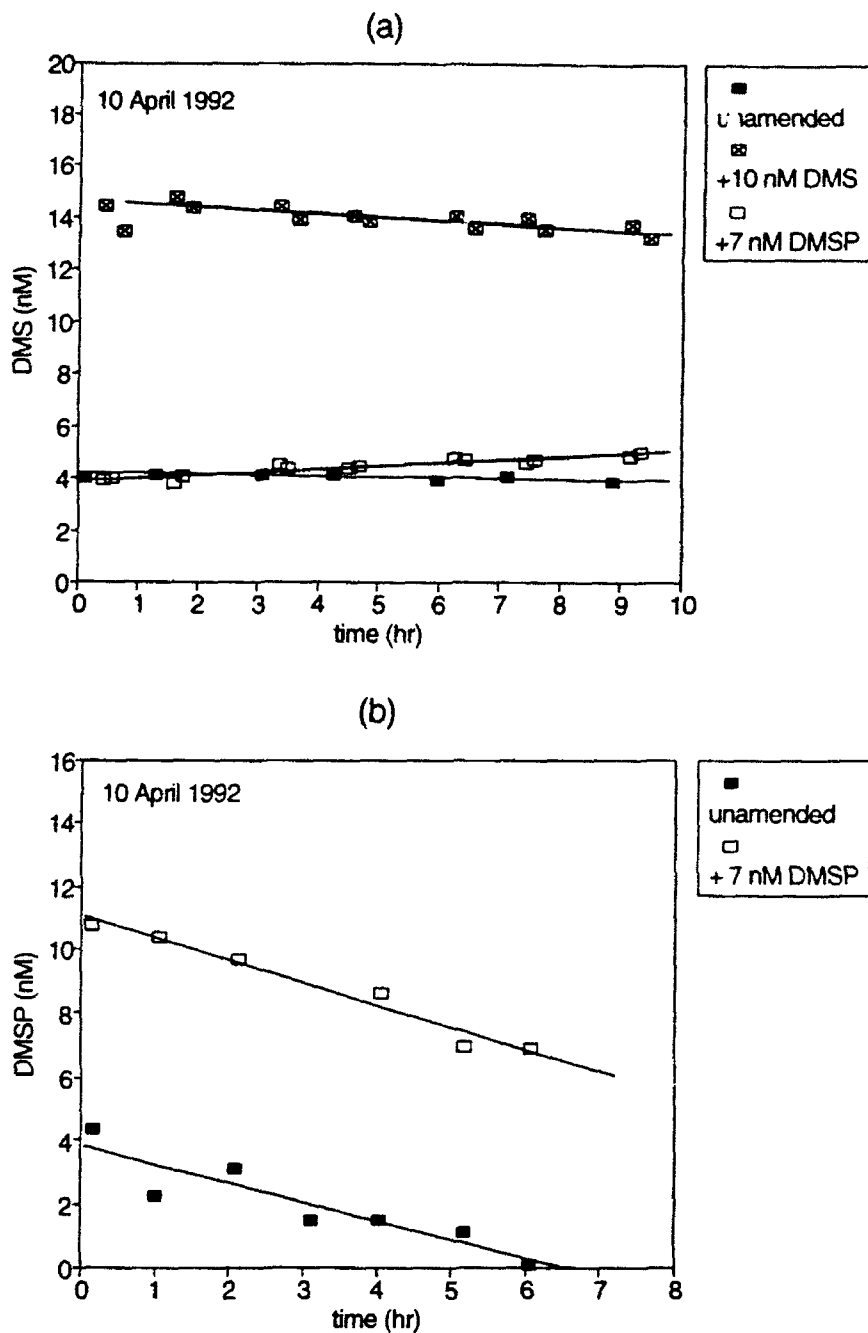 (a)
20
18
16
14
12
10
8
6
4
2
0
DMS (nM)
10 April 1992
0 1 2 3 4 5 6 7 8 9 10
time (hr)
unamended
+10 nM DMS
+7 nM DMSP
(b)
16
14
12
10
8
6
4
2
0
DMSP (nM)
10 April 1992
0 1 2 3 4 5 6 7 8
time (hr)
unamended
+ 7 nM DMSP